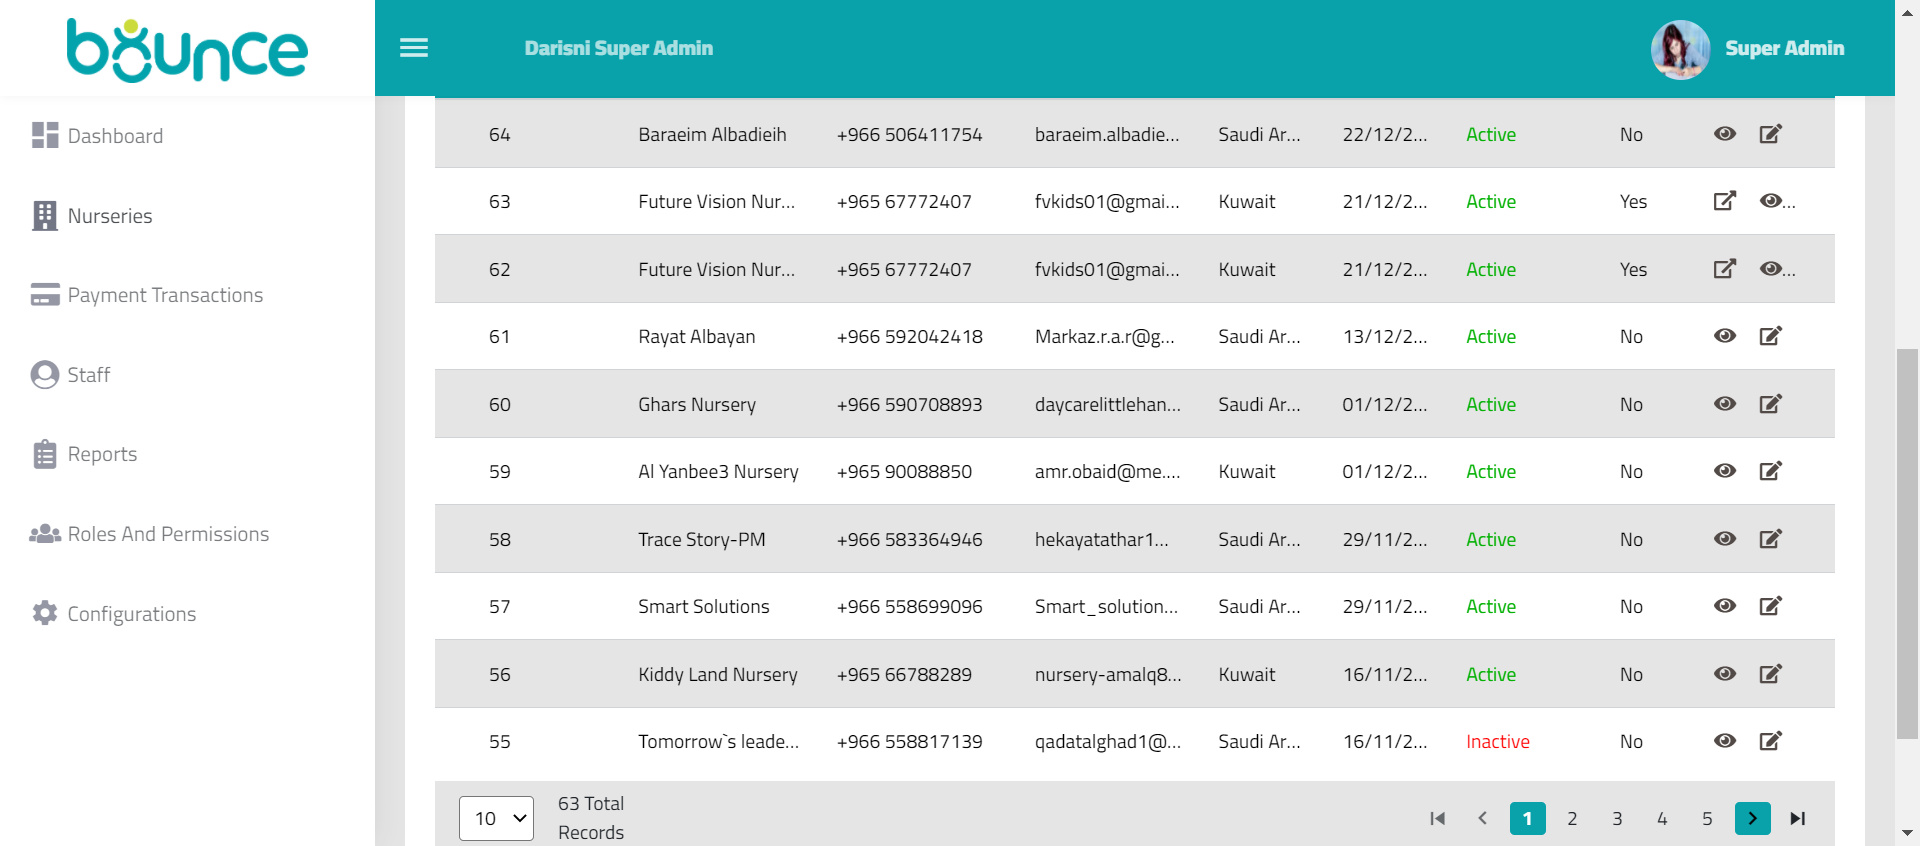 bounce
Darisni Super Admin
Super Admin
Dashboard
Nurseries
Payment Transactions
Staff
Reports
Roles And Permissions
Configurations
64 Baraeim Albadieih +966 506411754 baraeim.albadie... Saudi Ar... 22/12/2... Active No
63 Future Vision Nur... +965 67772407 fvkids01@gmai... Kuwait 21/12/2... Active Yes ...
62 Future Vision Nur... +965 67772407 fvkids01@gmai... Kuwait 21/12/2... Active Yes ...
61 Rayat Albayan +966 592042418 Markaz.r.a.r@g... Saudi Ar... 13/12/2... Active No
60 Ghars Nursery +966 590708893 daycarelittlehan... Saudi Ar... 01/12/2... Active No
59 Al Yanbee3 Nursery +965 90088850 amr.obaid@me.... Kuwait 01/12/2... Active No
58 Trace Story-PM +966 583364946 hekayatathar1... Saudi Ar... 29/11/2... Active No
57 Smart Solutions +966 558699096 Smart_solution... Saudi Ar... 29/11/2... Active No
56 Kiddy Land Nursery +965 66788289 nursery-amalq8... Kuwait 16/11/2... Active No
55 Tomorrow`s leade... +966 558817139 qadatalghad1@... Saudi Ar... 16/11/2... Inactive No
10
63 Total
Records
1 2 3 4 5